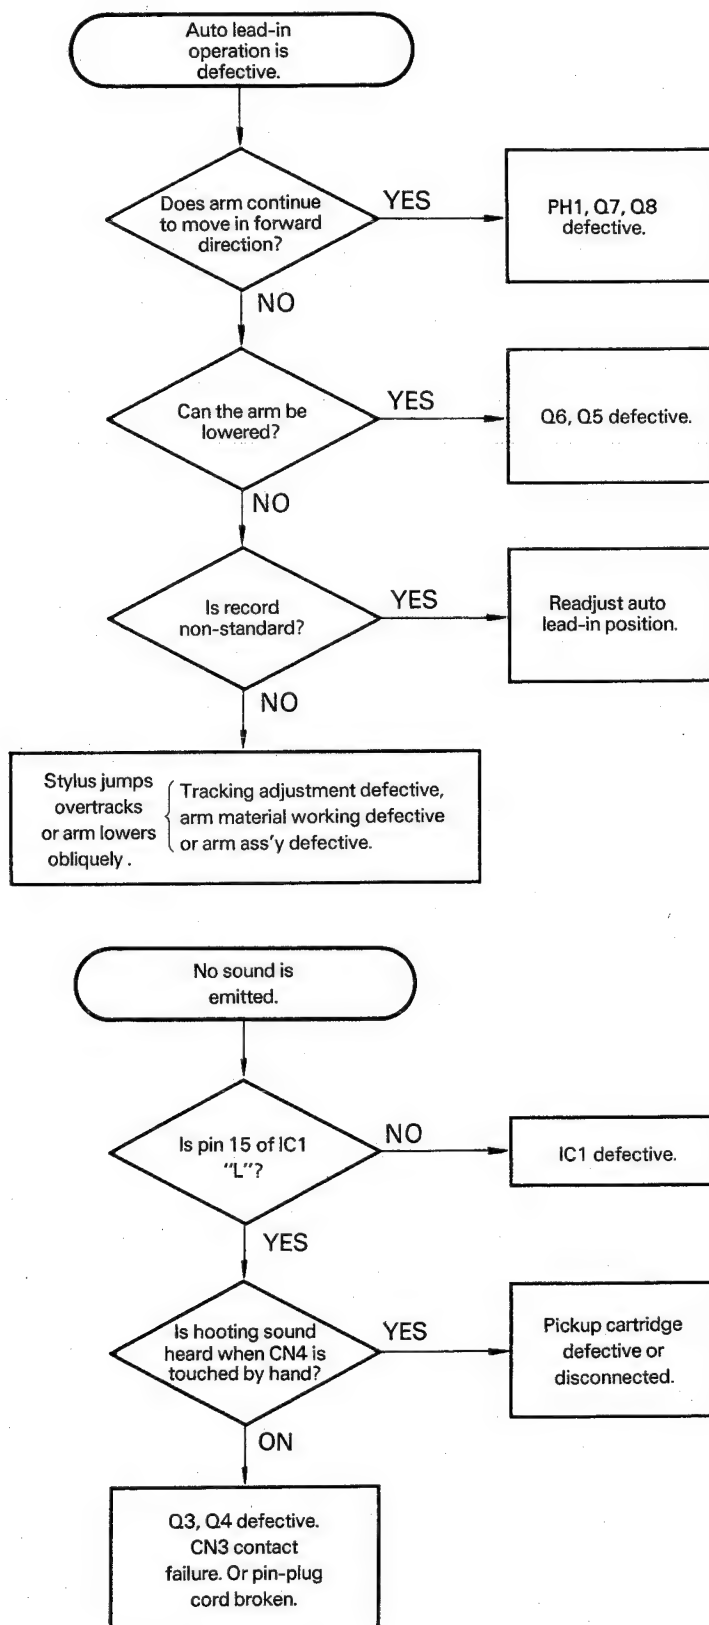 Auto lead-in
operation is
defective.
Does arm continue
to move in forward
direction?
YES
PH1, Q7, Q8
defective.
NO
Can the arm be
lowered?
YES
Q6, Q5 defective.
NO
Is record
non-standard?
YES
Readjust auto
lead-in position.
NO
Stylus jumps
overtracks
or arm lowers
obliquely .
Tracking adjustment defective,
arm material working defective
or arm ass'y defective.
No sound is
emitted.
Is pin 15 of IC1
"L"?
NO
IC1 defective.
YES
Is hooting sound
heard when CN4 is
touched by hand?
YES
Pickup cartridge
defective or
disconnected.
ON
Q3, Q4 defective.
CN3 contact
failure. Or pin-plug
cord broken.